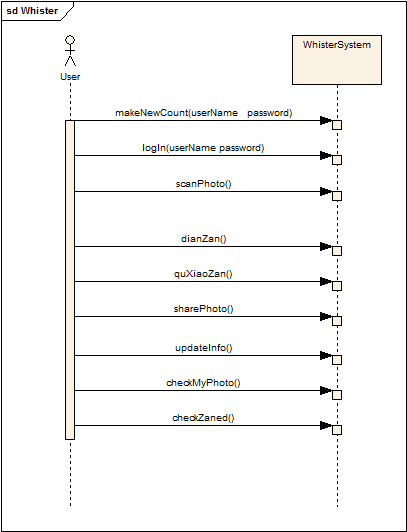 sd Whister
User
WhisterSystem
makeNewCount(userName password)
logIn(userName password)
scanPhoto()
dianZan()
quXiaoZan()
sharePhoto()
updateInfo()
checkMyPhoto()
checkZaned()